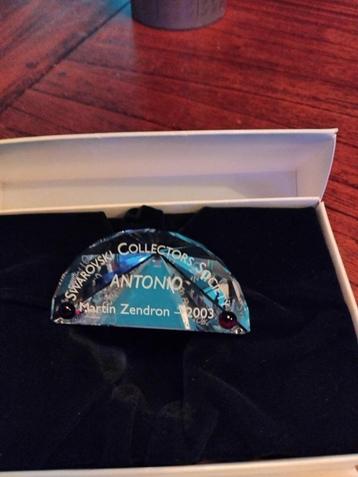 SWAROVSKI COLLECTORS SOCIETY
ANTONIO
Martin Zendron - 2003